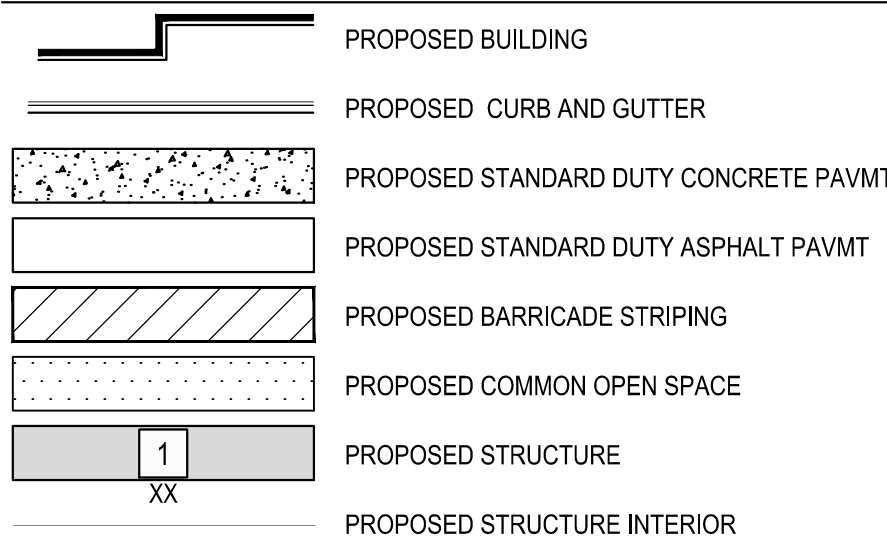 PROPOSED BUILDING
PROPOSED CURB AND GUTTER
PROPOSED STANDARD DUTY CONCRETE PAVMT
PROPOSED STANDARD DUTY ASPHALT PAVMT
PROPOSED BARRICADE STRIPING
PROPOSED COMMON OPEN SPACE
1 PROPOSED STRUCTURE
XX
PROPOSED STRUCTURE INTERIOR